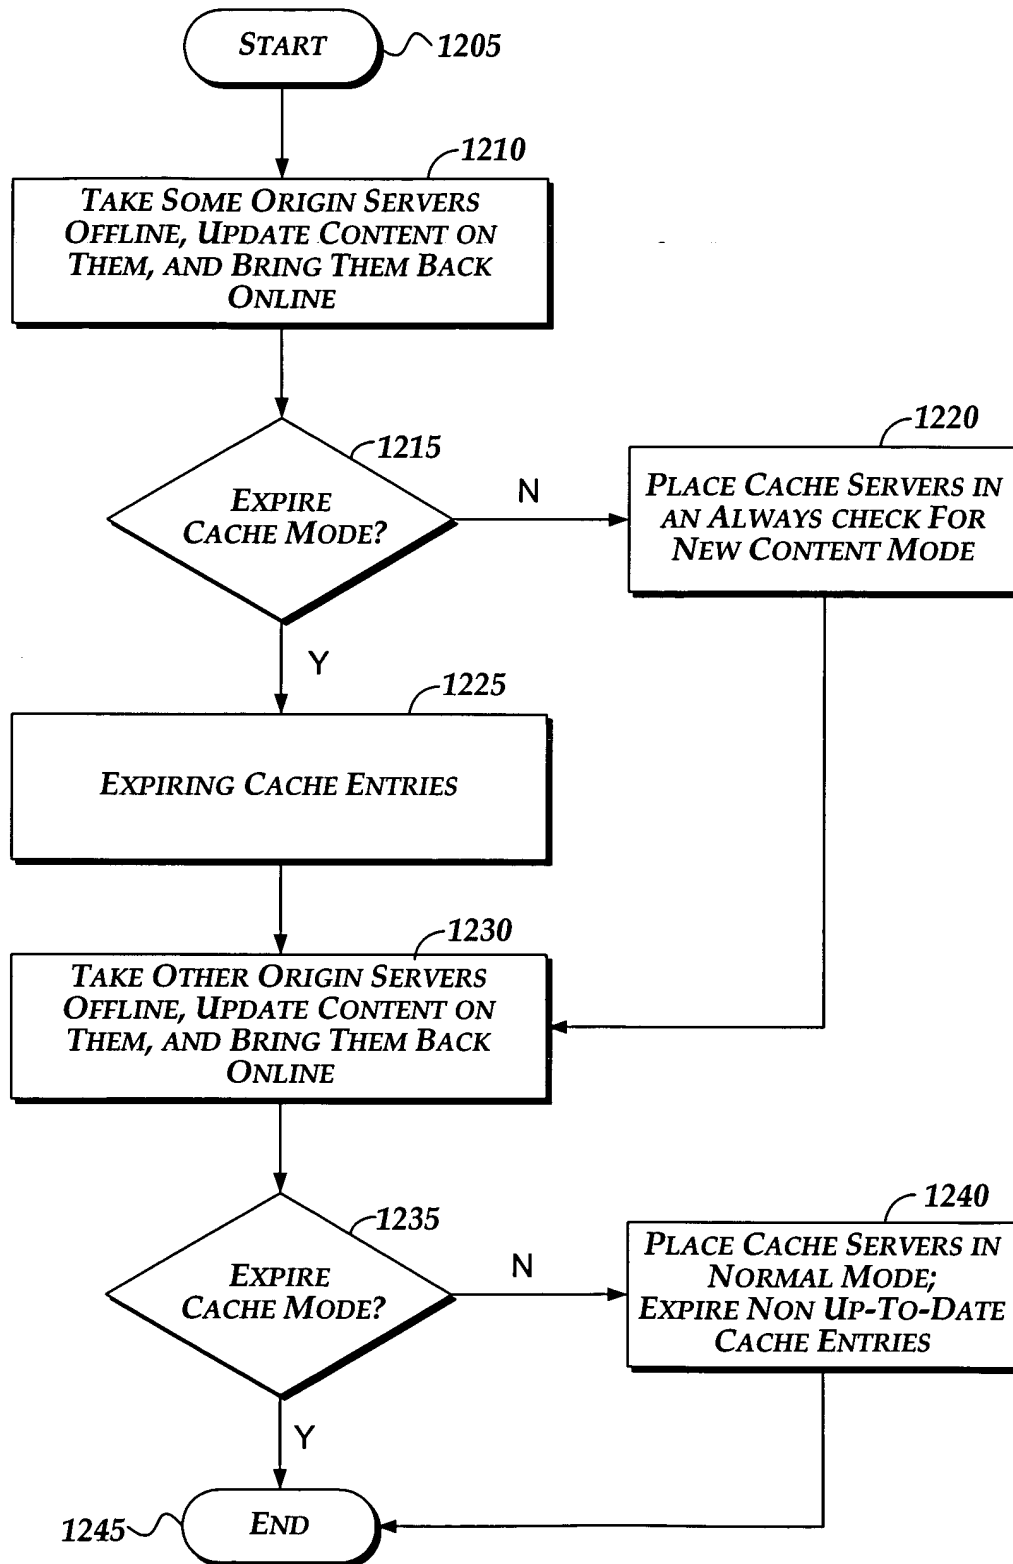 START
1205
1210
TAKE SOME ORIGIN SERVERS
OFFLINE, UPDATE CONTENT ON
THEM, AND BRING THEM BACK
ONLINE
1215
EXPIRE
CACHE MODE?
N
1220
PLACE CACHE SERVERS IN
AN ALWAYS CHECK FOR
NEW CONTENT MODE
Y
1225
EXPIRING CACHE ENTRIES
1230
TAKE OTHER ORIGIN SERVERS
OFFLINE, UPDATE CONTENT ON
THEM, AND BRING THEM BACK
ONLINE
1235
EXPIRE
CACHE MODE?
N
1240
PLACE CACHE SERVERS IN
NORMAL MODE;
EXPIRE NON UP-TO-DATE
CACHE ENTRIES
Y
1245
END